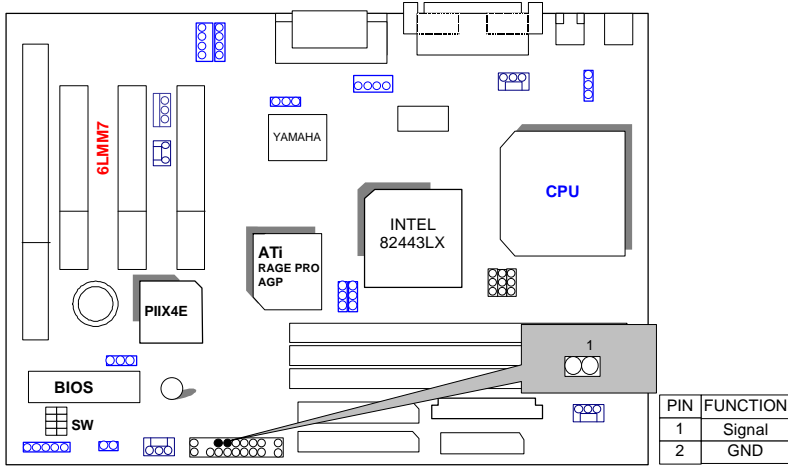 6LMM7
YAMAHA
CPU
INTEL
82443LX
ATi
RAGE PRO
AGP
PIIX4E
1
BIOS
SW
PIN FUNCTION
1 Signal
2 GND